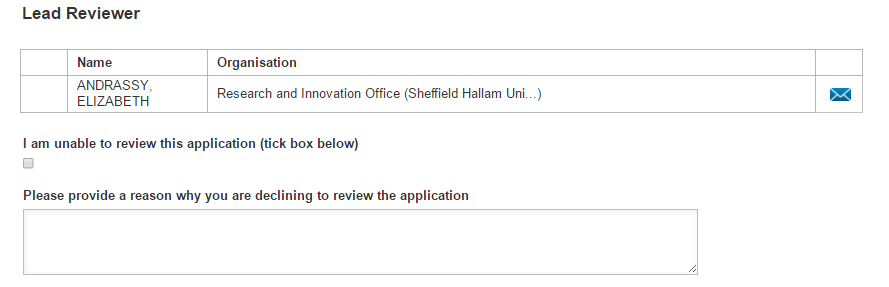 Lead Reviewer
Name Organisation
ANDRASSY,
ELIZABETH
Research and Innovation Office (Sheffield Hallam Uni...)
I am unable to review this application (tick box below)
Please provide a reason why you are declining to review the application